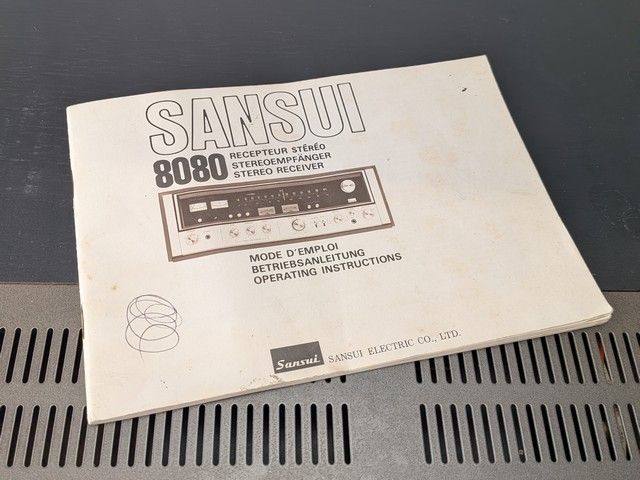 SANSUI
8080
RECEPTEUR STÉRÉO
STEREOEMPFÄNGER
STEREO RECEIVER
MODE D'EMPLOI
BETRIEBSANLEITUNG
OPERATING INSTRUCTIONS
Sansui
SANSUI ELECTRIC CO., LTD.